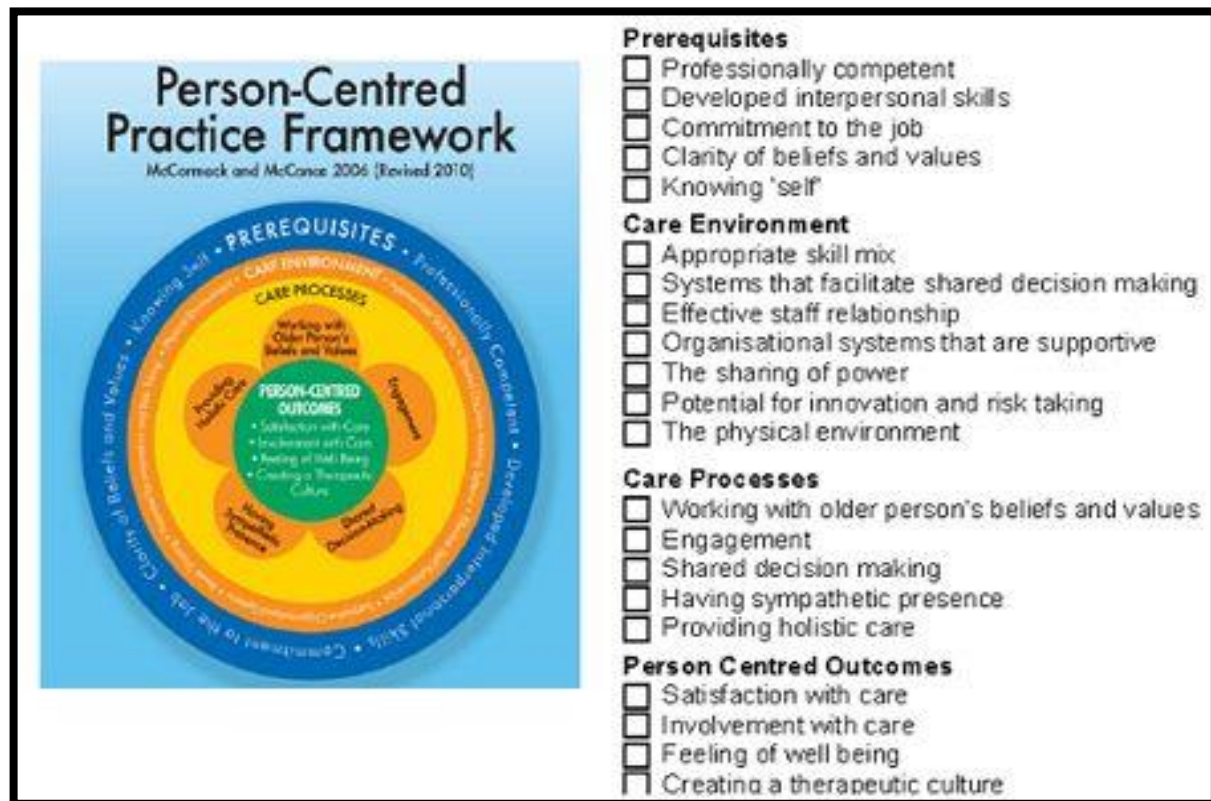 Person-Centred
Practice Framework
McCormack and McCance 2006 (Revised 2010)
PREREQUISITES • Professionally Competent • Developed Interpersonal Skills • Commitment to the Job • Clarity of Beliefs and Values • Knowing Self •
CARE ENVIRONMENT
CARE PROCESSES
Working with
Older Person's
Beliefs and Values
Engagement
Shared
Decision-Making
Having
Sympathetic
Presence
Providing
Holistic Care
PERSON-CENTRED
OUTCOMES
• Satisfaction with Care
• Involvement with Care
• Feeling of Well Being
• Creating a Therapeutic
Culture
Prerequisites
Professionally competent
Developed interpersonal skills
Commitment to the job
Clarity of beliefs and values
Knowing 'self'
Care Environment
Appropriate skill mix
Systems that facilitate shared decision making
Effective staff relationship
Organisational systems that are supportive
The sharing of power
Potential for innovation and risk taking
The physical environment
Care Processes
Working with older person's beliefs and values
Engagement
Shared decision making
Having sympathetic presence
Providing holistic care
Person Centred Outcomes
Satisfaction with care
Involvement with care
Feeling of well being
Creating a therapeutic culture